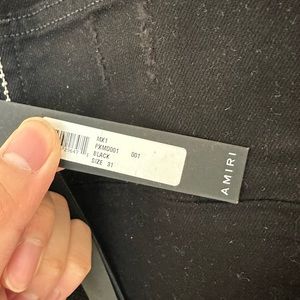 MX1
PXMD001 001
BLACK
SIZE 31
AMIRI